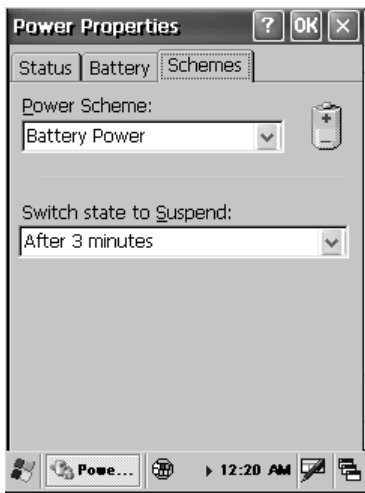 Power Properties ? OK ×
Status Battery Schemes
Power Scheme:
Battery Power
Switch state to Suspend:
After 3 minutes
Powe... 12:20 AM